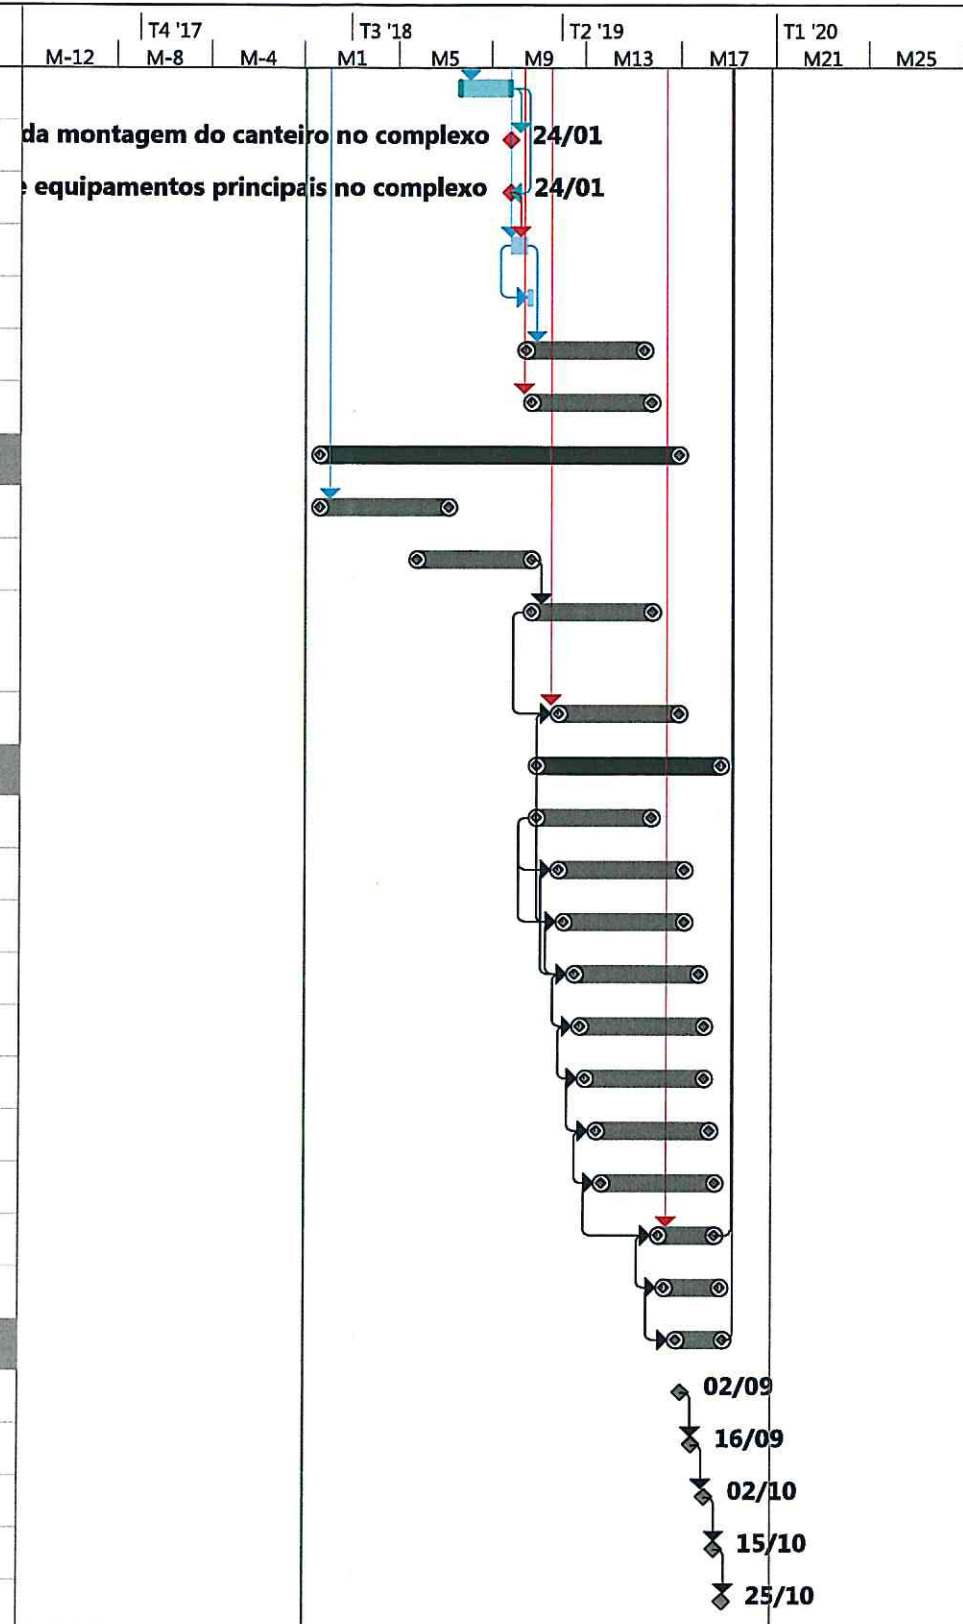 T4 '17 T3 '18 T2 '19 T1 '20
M-12 M-8 M-4 M1 M5 M9 M13 M17 M21 M25
da montagem do canteiro no complexo 24/01
equipamentos principais no complexo 24/01
02/09
16/09
02/10
15/10
25/10